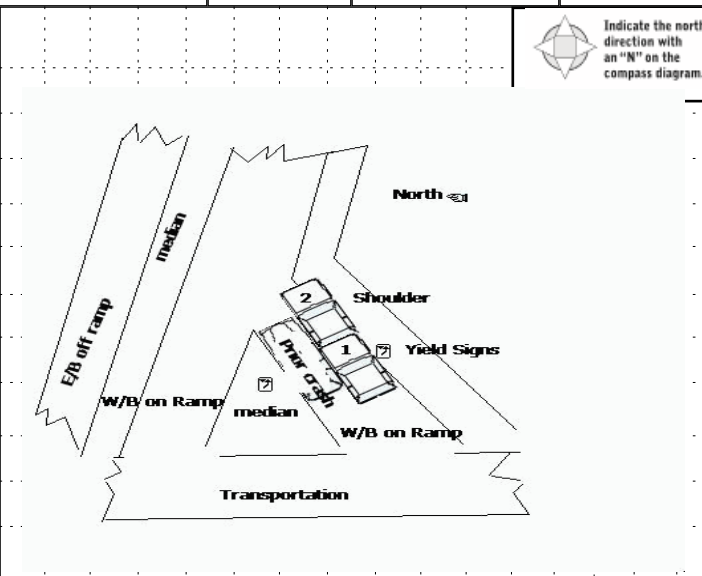 Indicate the north
direction with
an "N" on the
compass diagram.
North
median
2
Shoulder
E/B off ramp
1
Yield Signs
Prior crash
W/B on Ramp
median
W/B on Ramp
Transportation